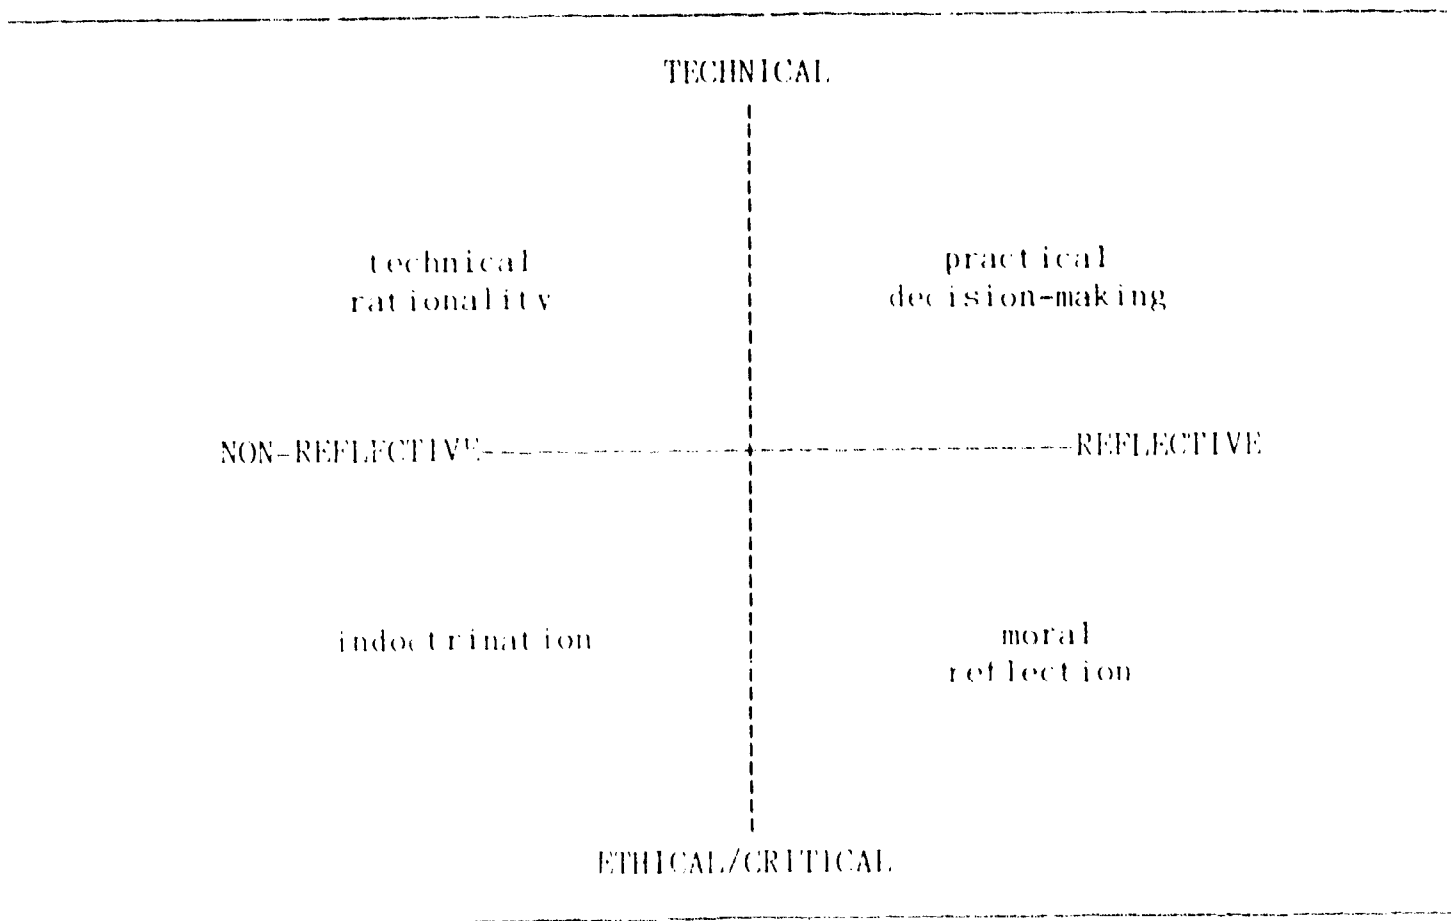 TECHNICAL
technical
rationality
practical
decision-making
NON-REFLECTIVE
REFLECTIVE
indoctrination
moral
reflection
ETHICAL/CRITICAL